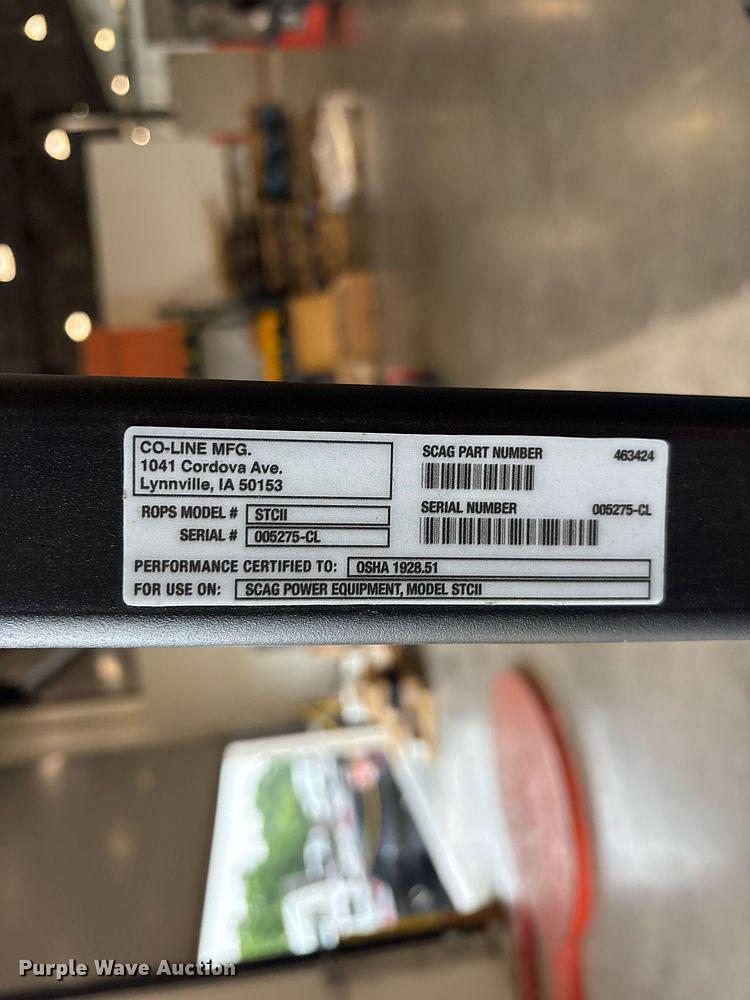 CO-LINE MFG.
1041 Cordova Ave.
Lynnville, IA 50153
ROPS MODEL # STCII
SERIAL # 005275-CL
SCAG PART NUMBER 463424
SERIAL NUMBER 005275-CL
PERFORMANCE CERTIFIED TO: OSHA 1928.51
FOR USE ON: SCAG POWER EQUIPMENT, MODEL STCII
Purple Wave Auction